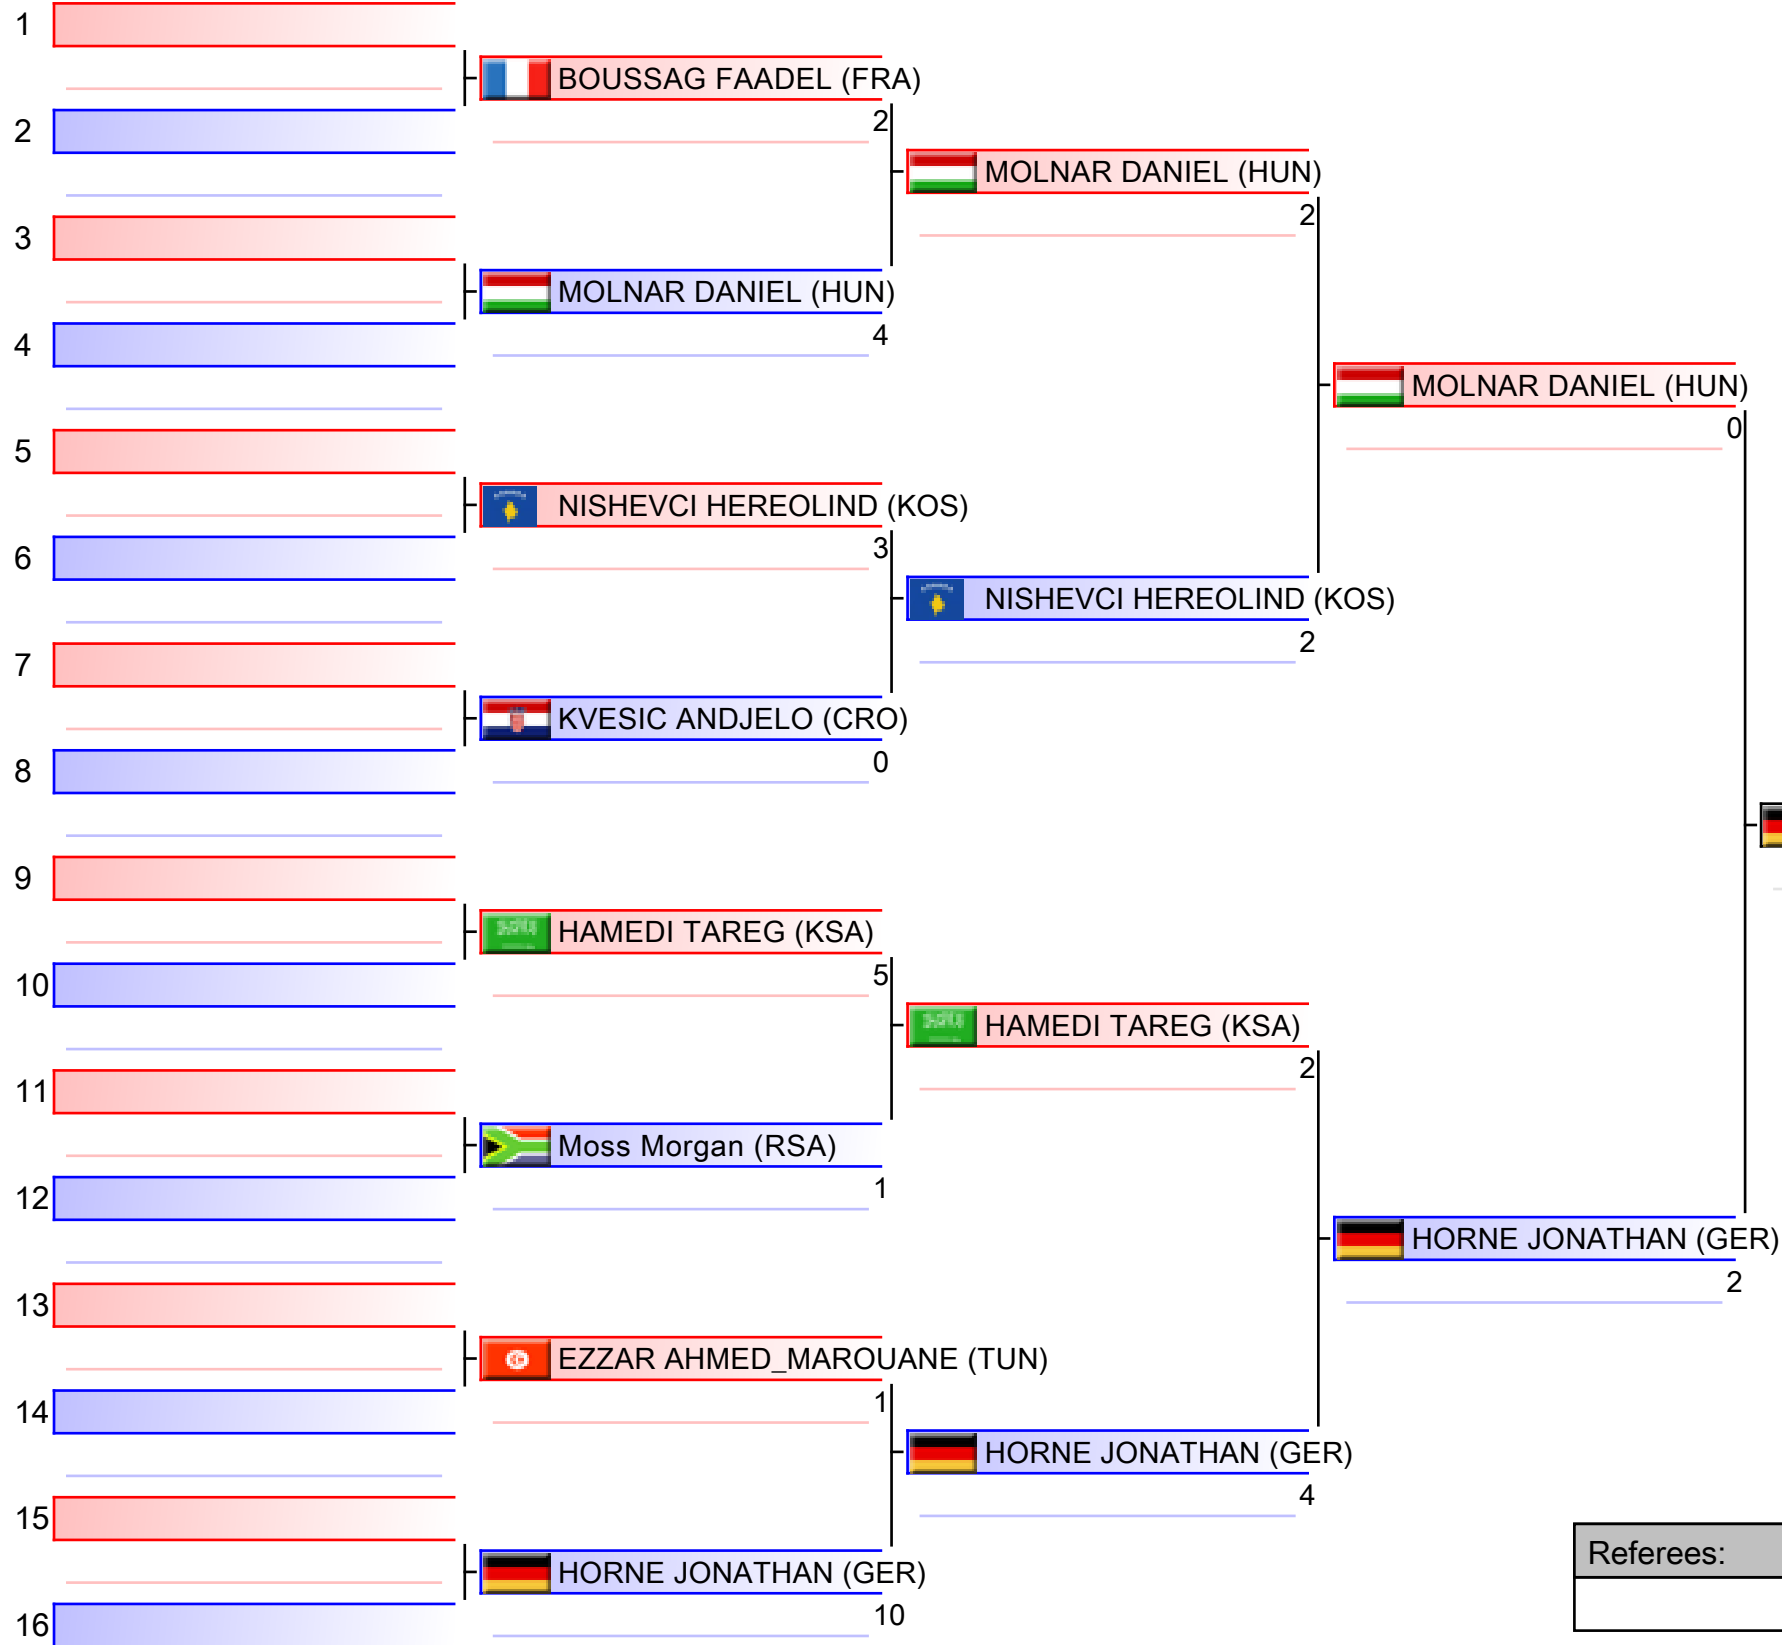 1
BOUSSAG FAADEL (FRA)
2
2
MOLNAR DANIEL (HUN)
2
3
MOLNAR DANIEL (HUN)
4
4
MOLNAR DANIEL (HUN)
0
5
NISHEVCI HEREOLIND (KOS)
3
6
NISHEVCI HEREOLIND (KOS)
2
7
KVESIC ANDJELO (CRO)
0
8
9
HAMEDI TAREG (KSA)
5
10
HAMEDI TAREG (KSA)
2
11
Moss Morgan (RSA)
1
12
HORNE JONATHAN (GER)
2
13
EZZAR AHMED_MAROUANE (TUN)
1
14
HORNE JONATHAN (GER)
4
15
HORNE JONATHAN (GER)
10
16
Referees: